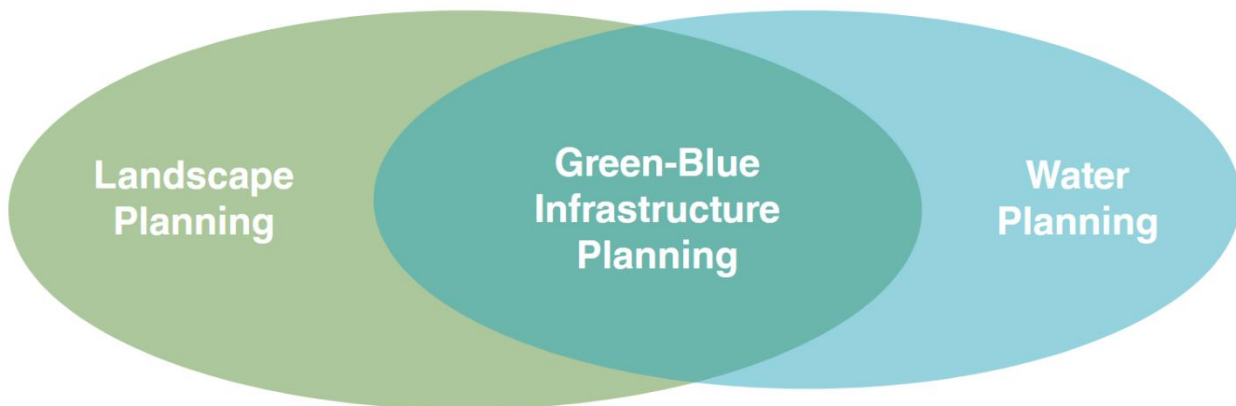 Landscape
Planning
Green-Blue
Infrastructure
Planning
Water
Planning